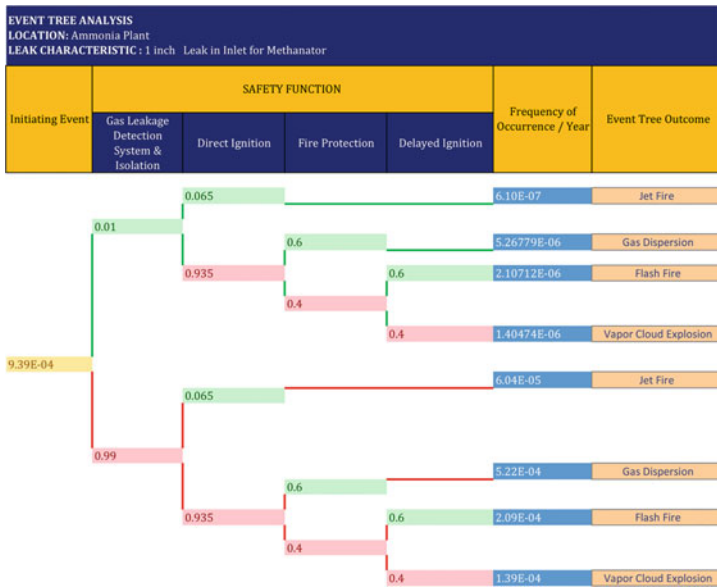 EVENT TREE ANALYSIS
LOCATION: Ammonia Plant
LEAK CHARACTERISTIC : 1 inch Leak in Inlet for Methanator
Initiating Event
SAFETY FUNCTION
Gas Leakage
Detection
System &
Isolation
Direct Ignition
Fire Protection
Delayed Ignition
Frequency of
Occurrence / Year
Event Tree Outcome
0.065
6.10E-07
Jet Fire
0.01
0.6
5.26779E-06
Gas Dispersion
0.935
0.6
2.10712E-06
Flash Fire
0.4
0.4
1.40474E-06
Vapor Cloud Explosion
9.39E-04
0.065
6.04E-05
Jet Fire
0.99
0.6
5.22E-04
Gas Dispersion
0.935
0.6
2.09E-04
Flash Fire
0.4
0.4
1.39E-04
Vapor Cloud Explosion